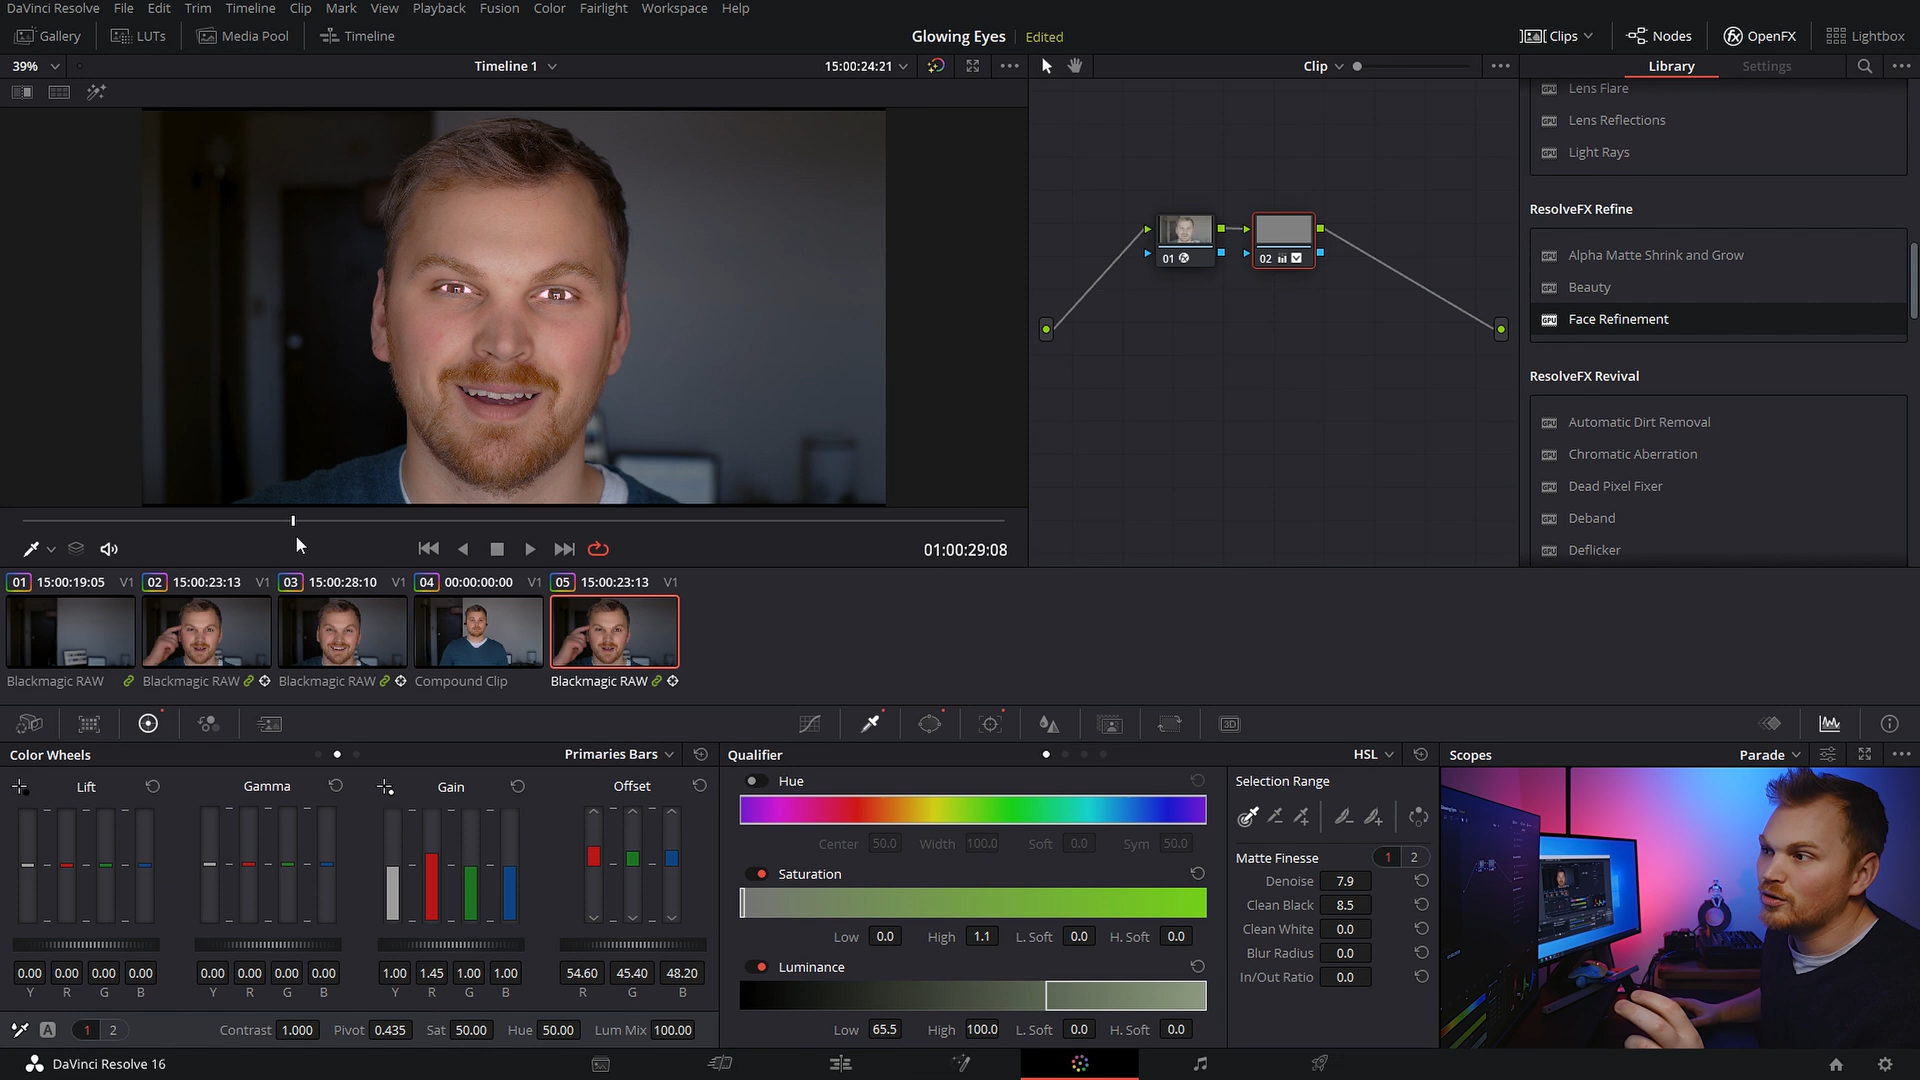 DaVinci Resolve File Edit Trim Timeline Clip Mark View Playback Fusion Color Fairlight Workspace Help
Gallery LUTs Media Pool Timeline Glowing Eyes Edited Clips Nodes OpenFX Lightbox
39% Timeline 1 15:00:24:21 Clip Library Settings
Lens Flare
Lens Reflections
Light Rays
ResolveFX Refine
Alpha Matte Shrink and Grow
Beauty
Face Refinement
ResolveFX Revival
Automatic Dirt Removal
Chromatic Aberration
Dead Pixel Fixer
Deband
Deflicker
01 02
01:00:29:08
01 15:00:19:05 V1 02 15:00:23:13 V1 03 15:00:28:10 V1 04 00:00:00:00 V1 05 15:00:23:13 V1
Blackmagic RAW Blackmagic RAW Blackmagic RAW Compound Clip Blackmagic RAW
3D
Color Wheels Primaries Bars Qualifier HSL Scopes Parade
Lift Gamma Gain Offset
0.00 0.00 0.00 0.00 0.00 0.00 0.00 0.00 1.00 1.45 1.00 1.00 54.60 45.40 48.20
Y R G B Y R G B Y R G B R G B
A 1 2 Contrast 1.000 Pivot 0.435 Sat 50.00 Hue 50.00 Lum Mix 100.00
Hue
Center 50.0 Width 100.0 Soft 0.0 Sym 50.0
Saturation
Low 0.0 High 1.1 L. Soft 0.0 H. Soft 0.0
Luminance
Low 65.5 High 100.0 L. Soft 0.0 H. Soft 0.0
Selection Range
Matte Finesse 1 2
Denoise 7.9
Clean Black 8.5
Clean White 0.0
Blur Radius 0.0
In/Out Ratio 0.0
DaVinci Resolve 16